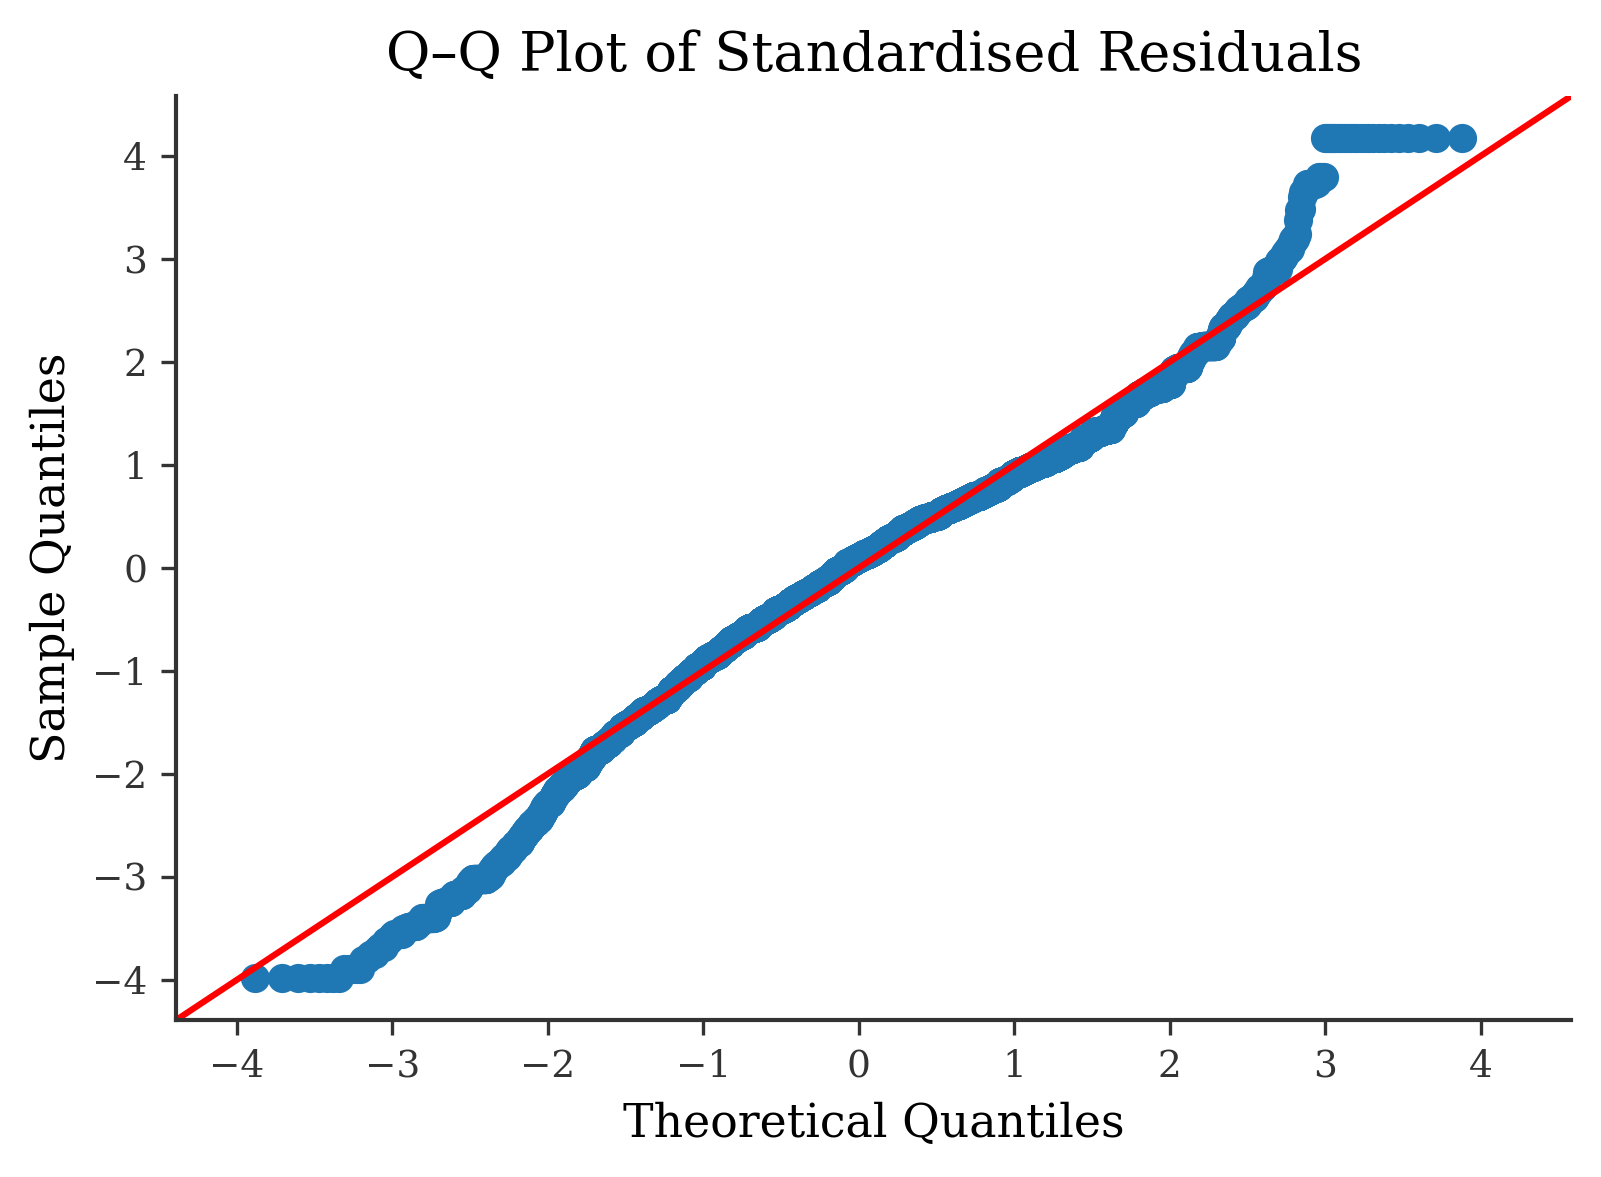 Q–Q Plot of Standardised Residuals
Sample Quantiles
4
3
2
1
0
−1
−2
−3
−4
−4 −3 −2 −1 0 1 2 3 4
Theoretical Quantiles